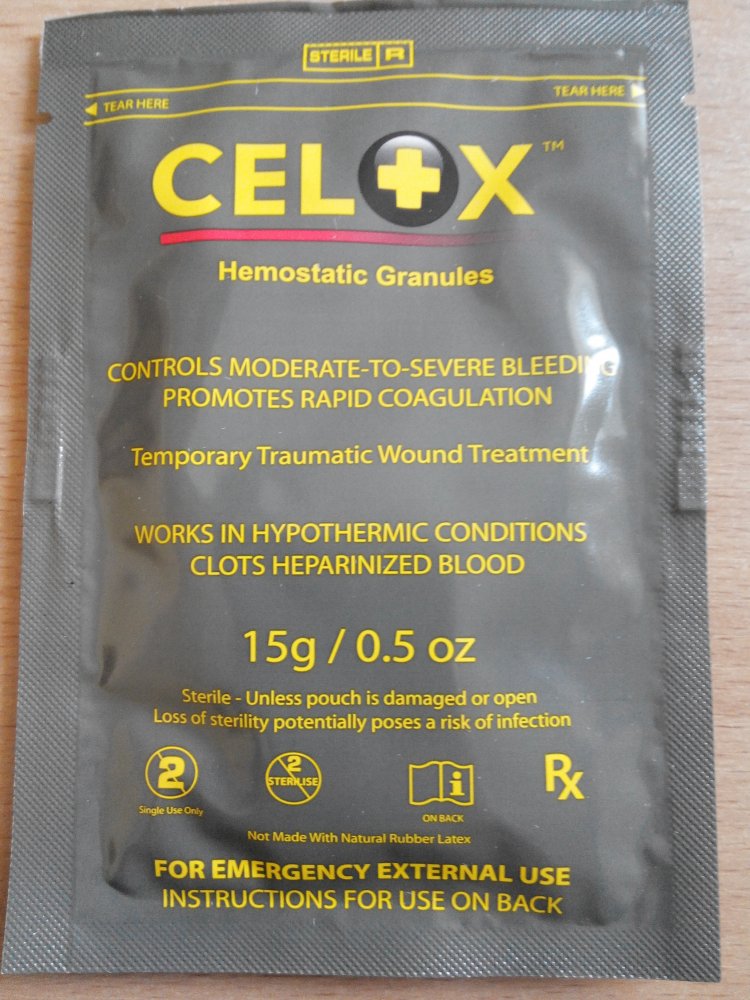 STERILE R
TEAR HERE
TEAR HERE
CELOX™
Hemostatic Granules
CONTROLS MODERATE-TO-SEVERE BLEEDING
PROMOTES RAPID COAGULATION
Temporary Traumatic Wound Treatment
WORKS IN HYPOTHERMIC CONDITIONS
CLOTS HEPARINIZED BLOOD
15g / 0.5 oz
Sterile - Unless pouch is damaged or open
Loss of sterility potentially poses a risk of infection
2
2
STERILISE
i
Rx
Single Use Only
ON BACK
Not Made With Natural Rubber Latex
FOR EMERGENCY EXTERNAL USE
INSTRUCTIONS FOR USE ON BACK